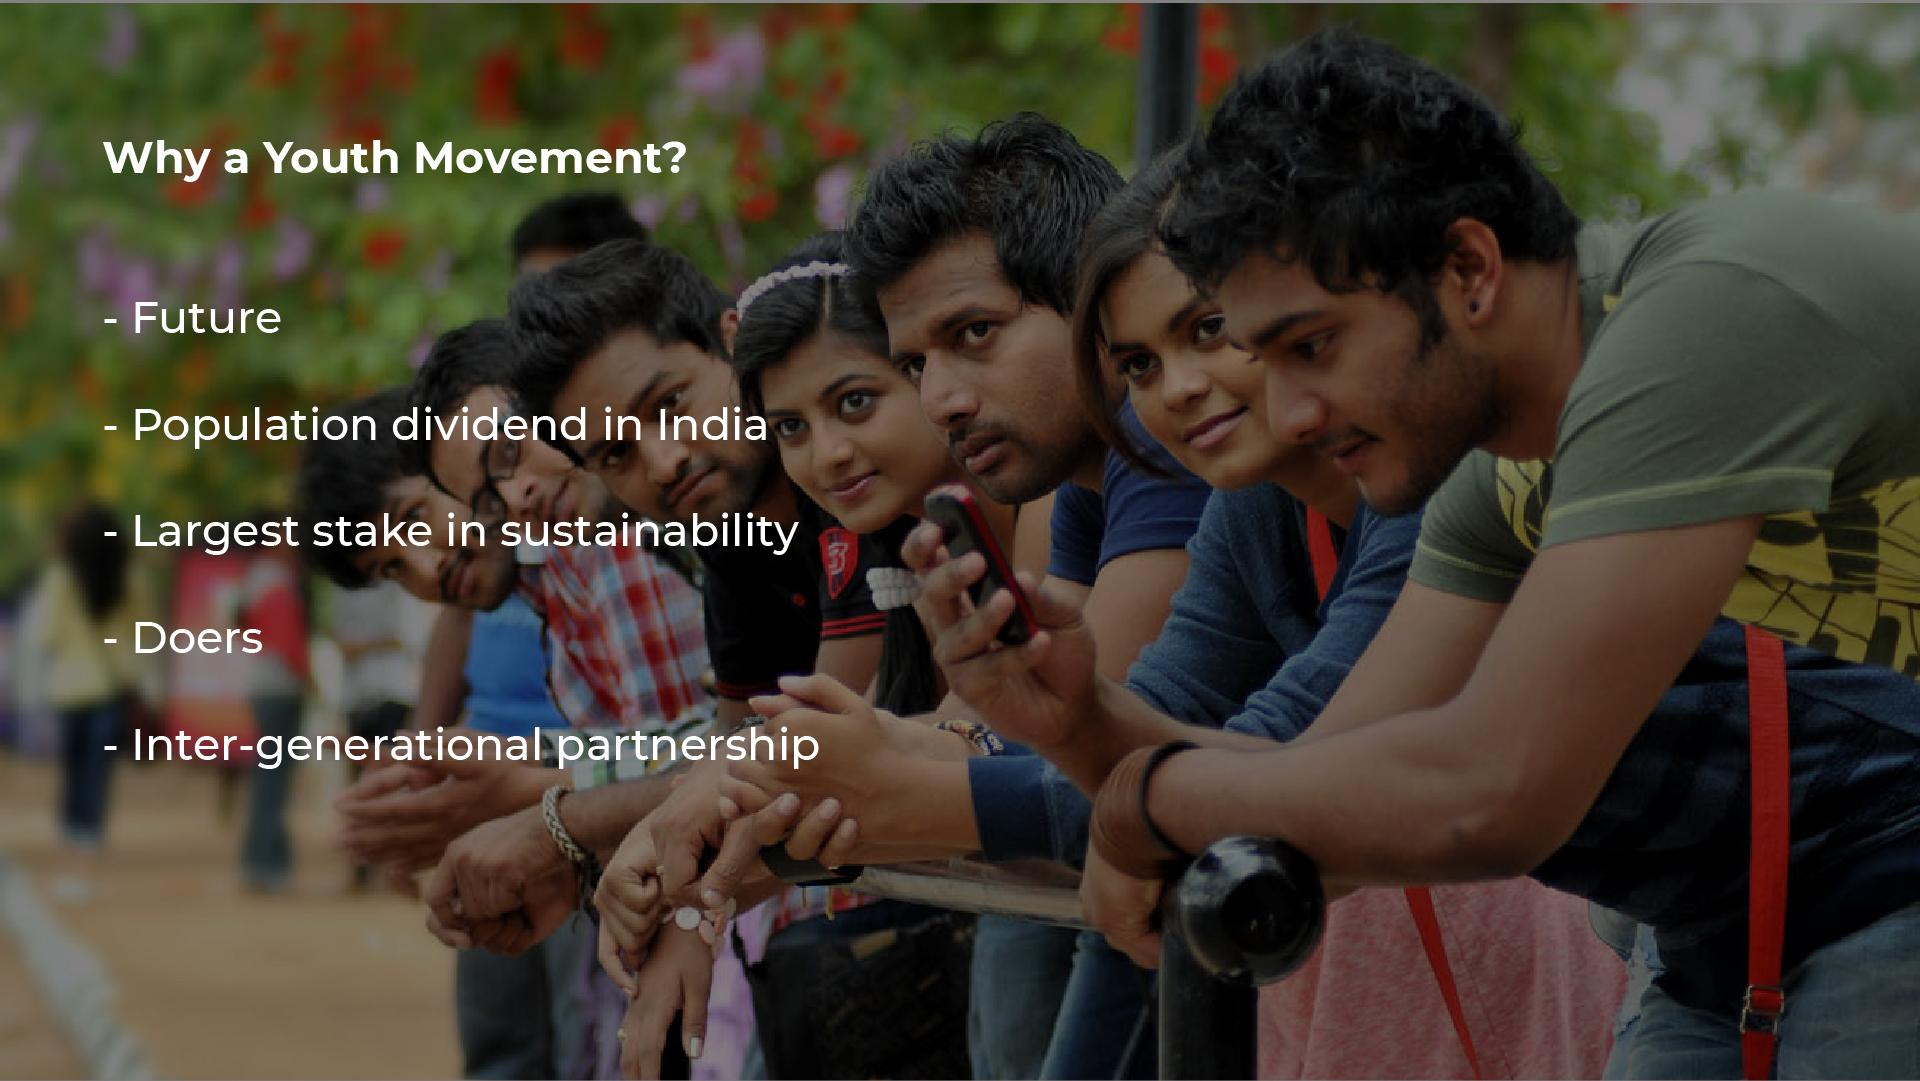 Why a Youth Movement?
- Future
- Population dividend in India
- Largest stake in sustainability
- Doers
- Inter-generational partnership